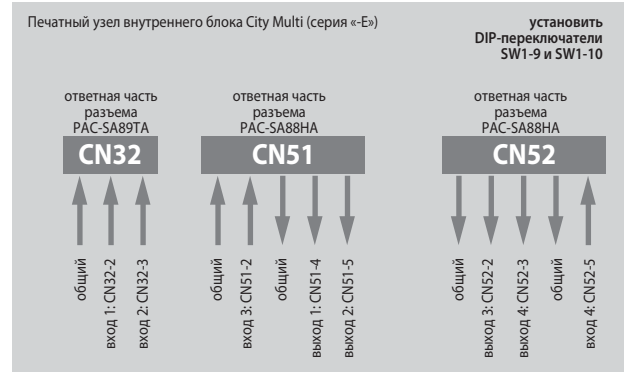 Печатный узел внутреннего блока City Multi (серия «-E»)
установить
DIP-переключатели
SW1-9 и SW1-10
ответная часть
разъема
PAC-SA89TA
CN32
общий
вход 1: CN32-2
вход 2: CN32-3
ответная часть
разъема
PAC-SA88HA
CN51
общий
вход 3: CN51-2
общий
выход 1: CN51-4
выход 2: CN51-5
ответная часть
разъема
PAC-SA88HA
CN52
общий
выход 3: CN52-2
выход 4: CN52-3
общий
вход 4: CN52-5